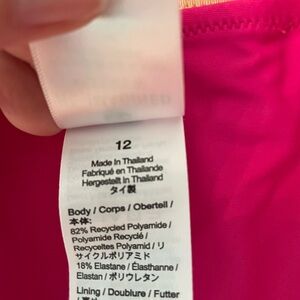 12
Made In Thailand
Fabriqué en Thaïlande
Hergestellt in Thailande
タイ製
Body / Corps / Oberteil /
本体:
82% Recycled Polyamide /
Polyamide Recyclé /
Recyceltes Polyamid / リ
サイクルポリアミド
18% Elastane / Élasthanne /
Elastan / ポリウレタン
Lining / Doublure / Futter